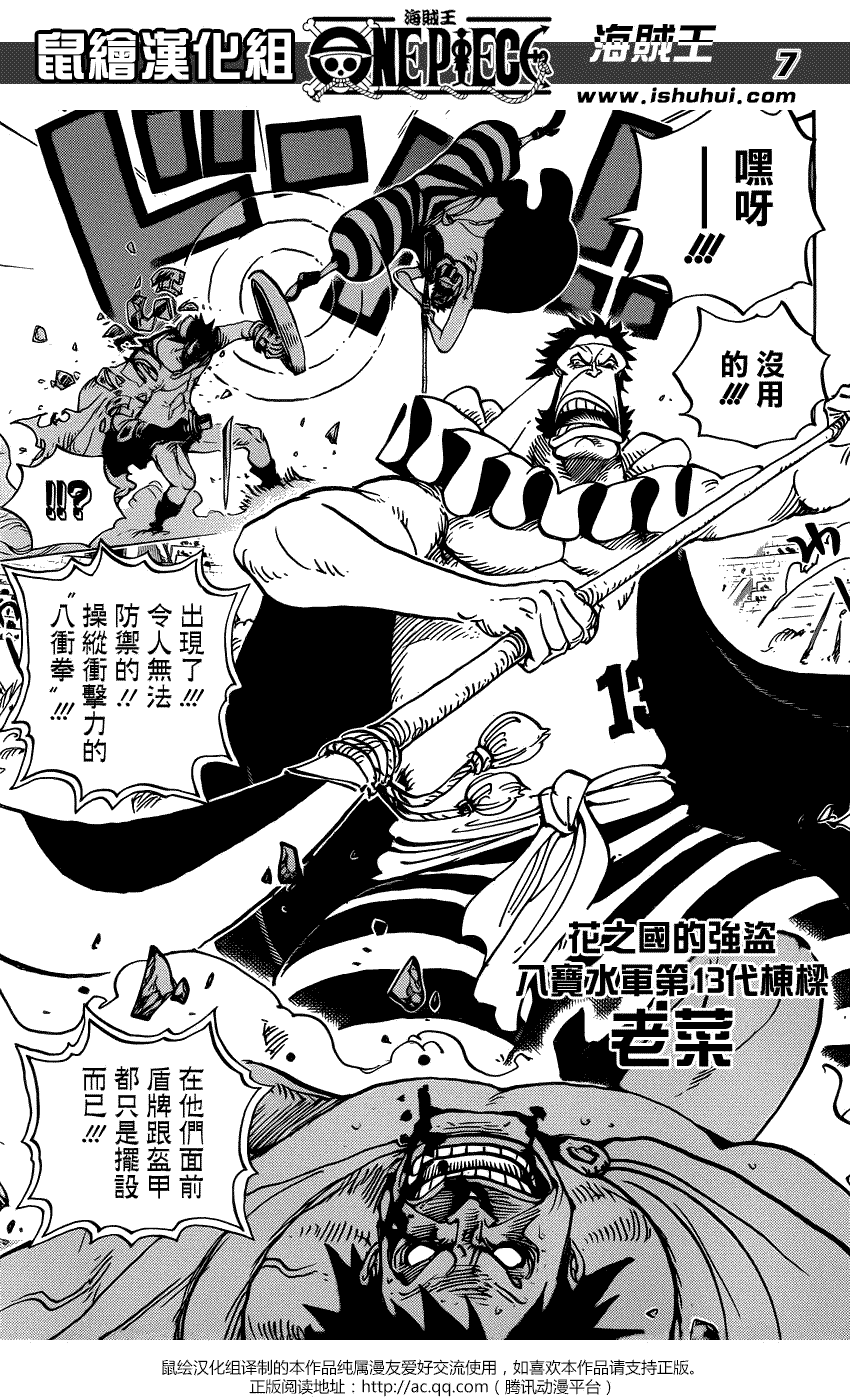 鼠繪漢化組
海賊王
ONE PIECE
海賊王
7
www.ishuhui.com
嘿呀
——!!!
沒用
的!!!
!!?
ドーン
出現了!!!
令人無法
防禦的!!
操縱衝擊力的
〝八衝拳〞!!!
13
花之國的強盜
八寶水軍第13代棟樑
老菜
在他們面前
盾牌跟盔甲
都只是擺設
而已!!!
鼠绘汉化组译制的本作品纯属漫友爱好交流使用，如喜欢本作品请支持正版。
正版阅读地址：http://ac.qq.com（腾讯动漫平台）